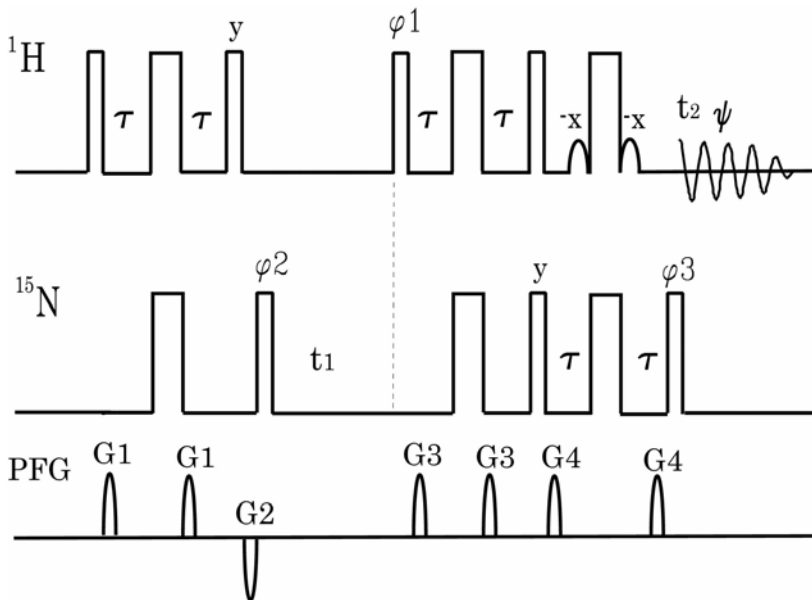 y φ1
¹H τ τ τ τ -x -x t₂ ψ
φ2 y φ3
¹⁵N t₁ τ τ
PFG G1 G1 G2 G3 G3 G4 G4